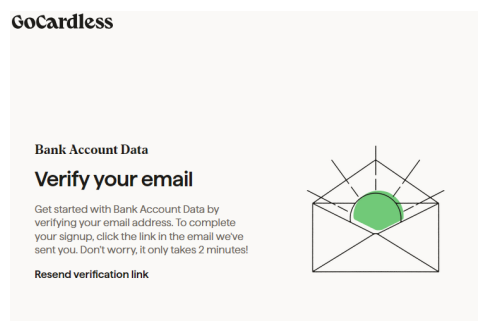 GoCardless
Bank Account Data
Verify your email
Get started with Bank Account Data by
verifying your email address. To complete
your signup, click the link in the email we've
sent you. Don't worry, it only takes 2 minutes!
Resend verification link